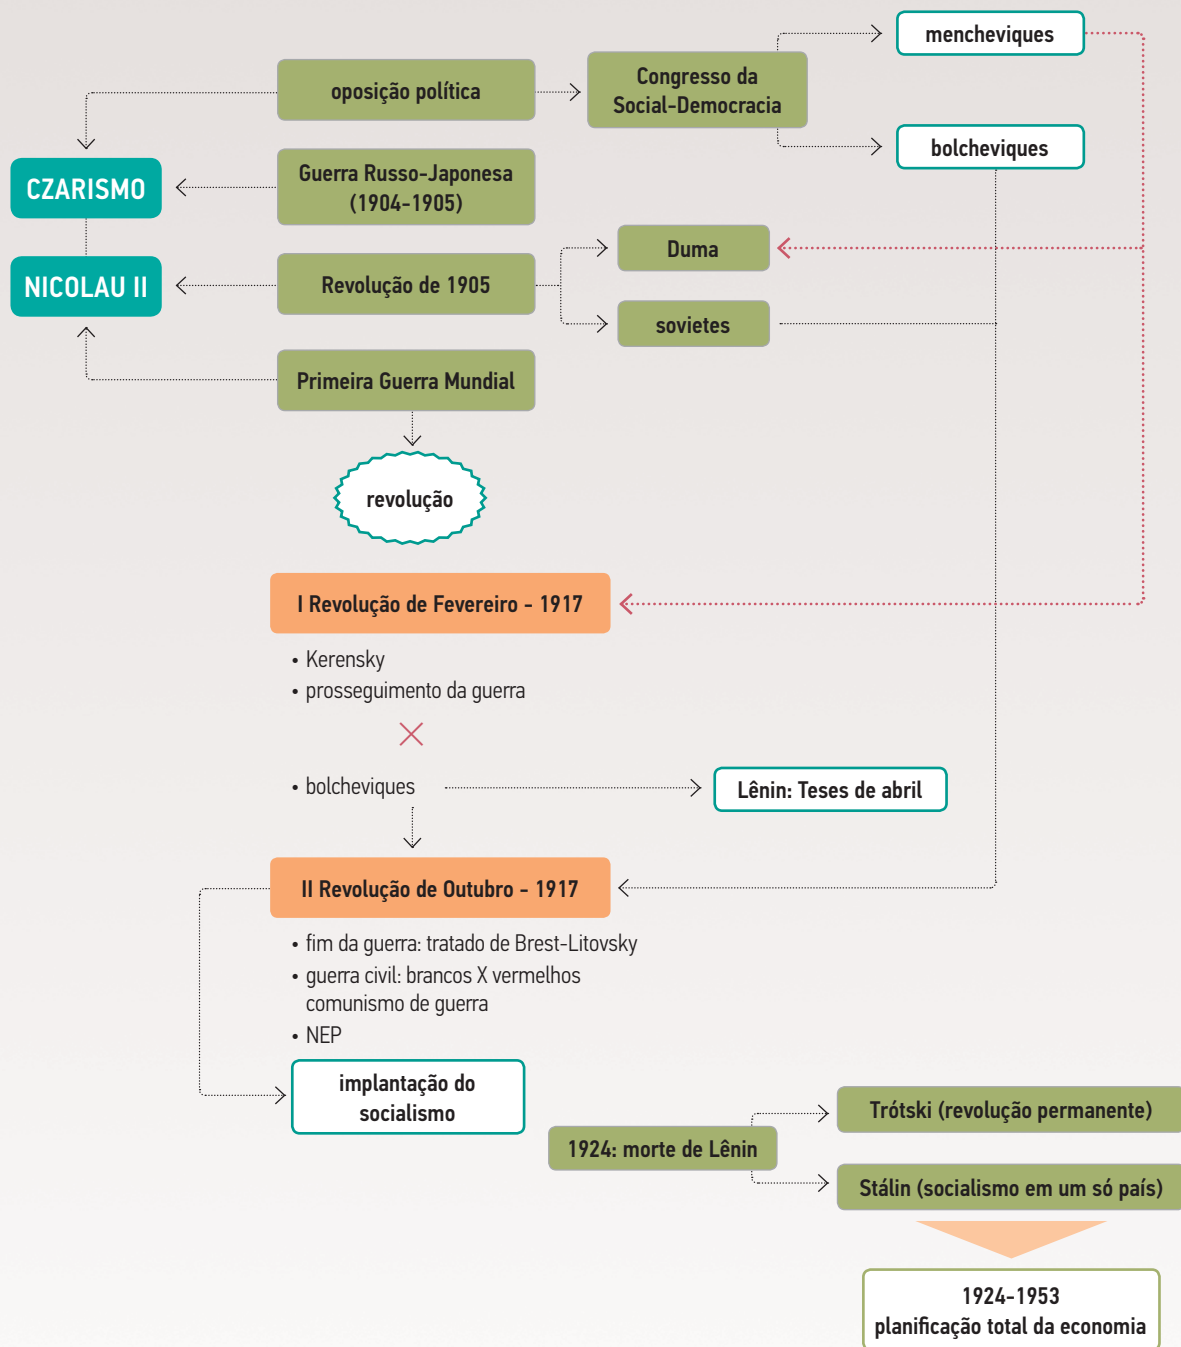 mencheviques
oposição política
Congresso da
Social-Democracia
bolcheviques
CZARISMO
Guerra Russo-Japonesa
(1904-1905)
NICOLAU II
Revolução de 1905
Duma
sovietes
Primeira Guerra Mundial
revolução
I Revolução de Fevereiro - 1917
• Kerensky
• prosseguimento da guerra
• bolcheviques
Lênin: Teses de abril
II Revolução de Outubro - 1917
• fim da guerra: tratado de Brest-Litovsky
• guerra civil: brancos X vermelhos
comunismo de guerra
• NEP
implantação do
socialismo
1924: morte de Lênin
Trótski (revolução permanente)
Stálin (socialismo em um só país)
1924-1953
planificação total da economia